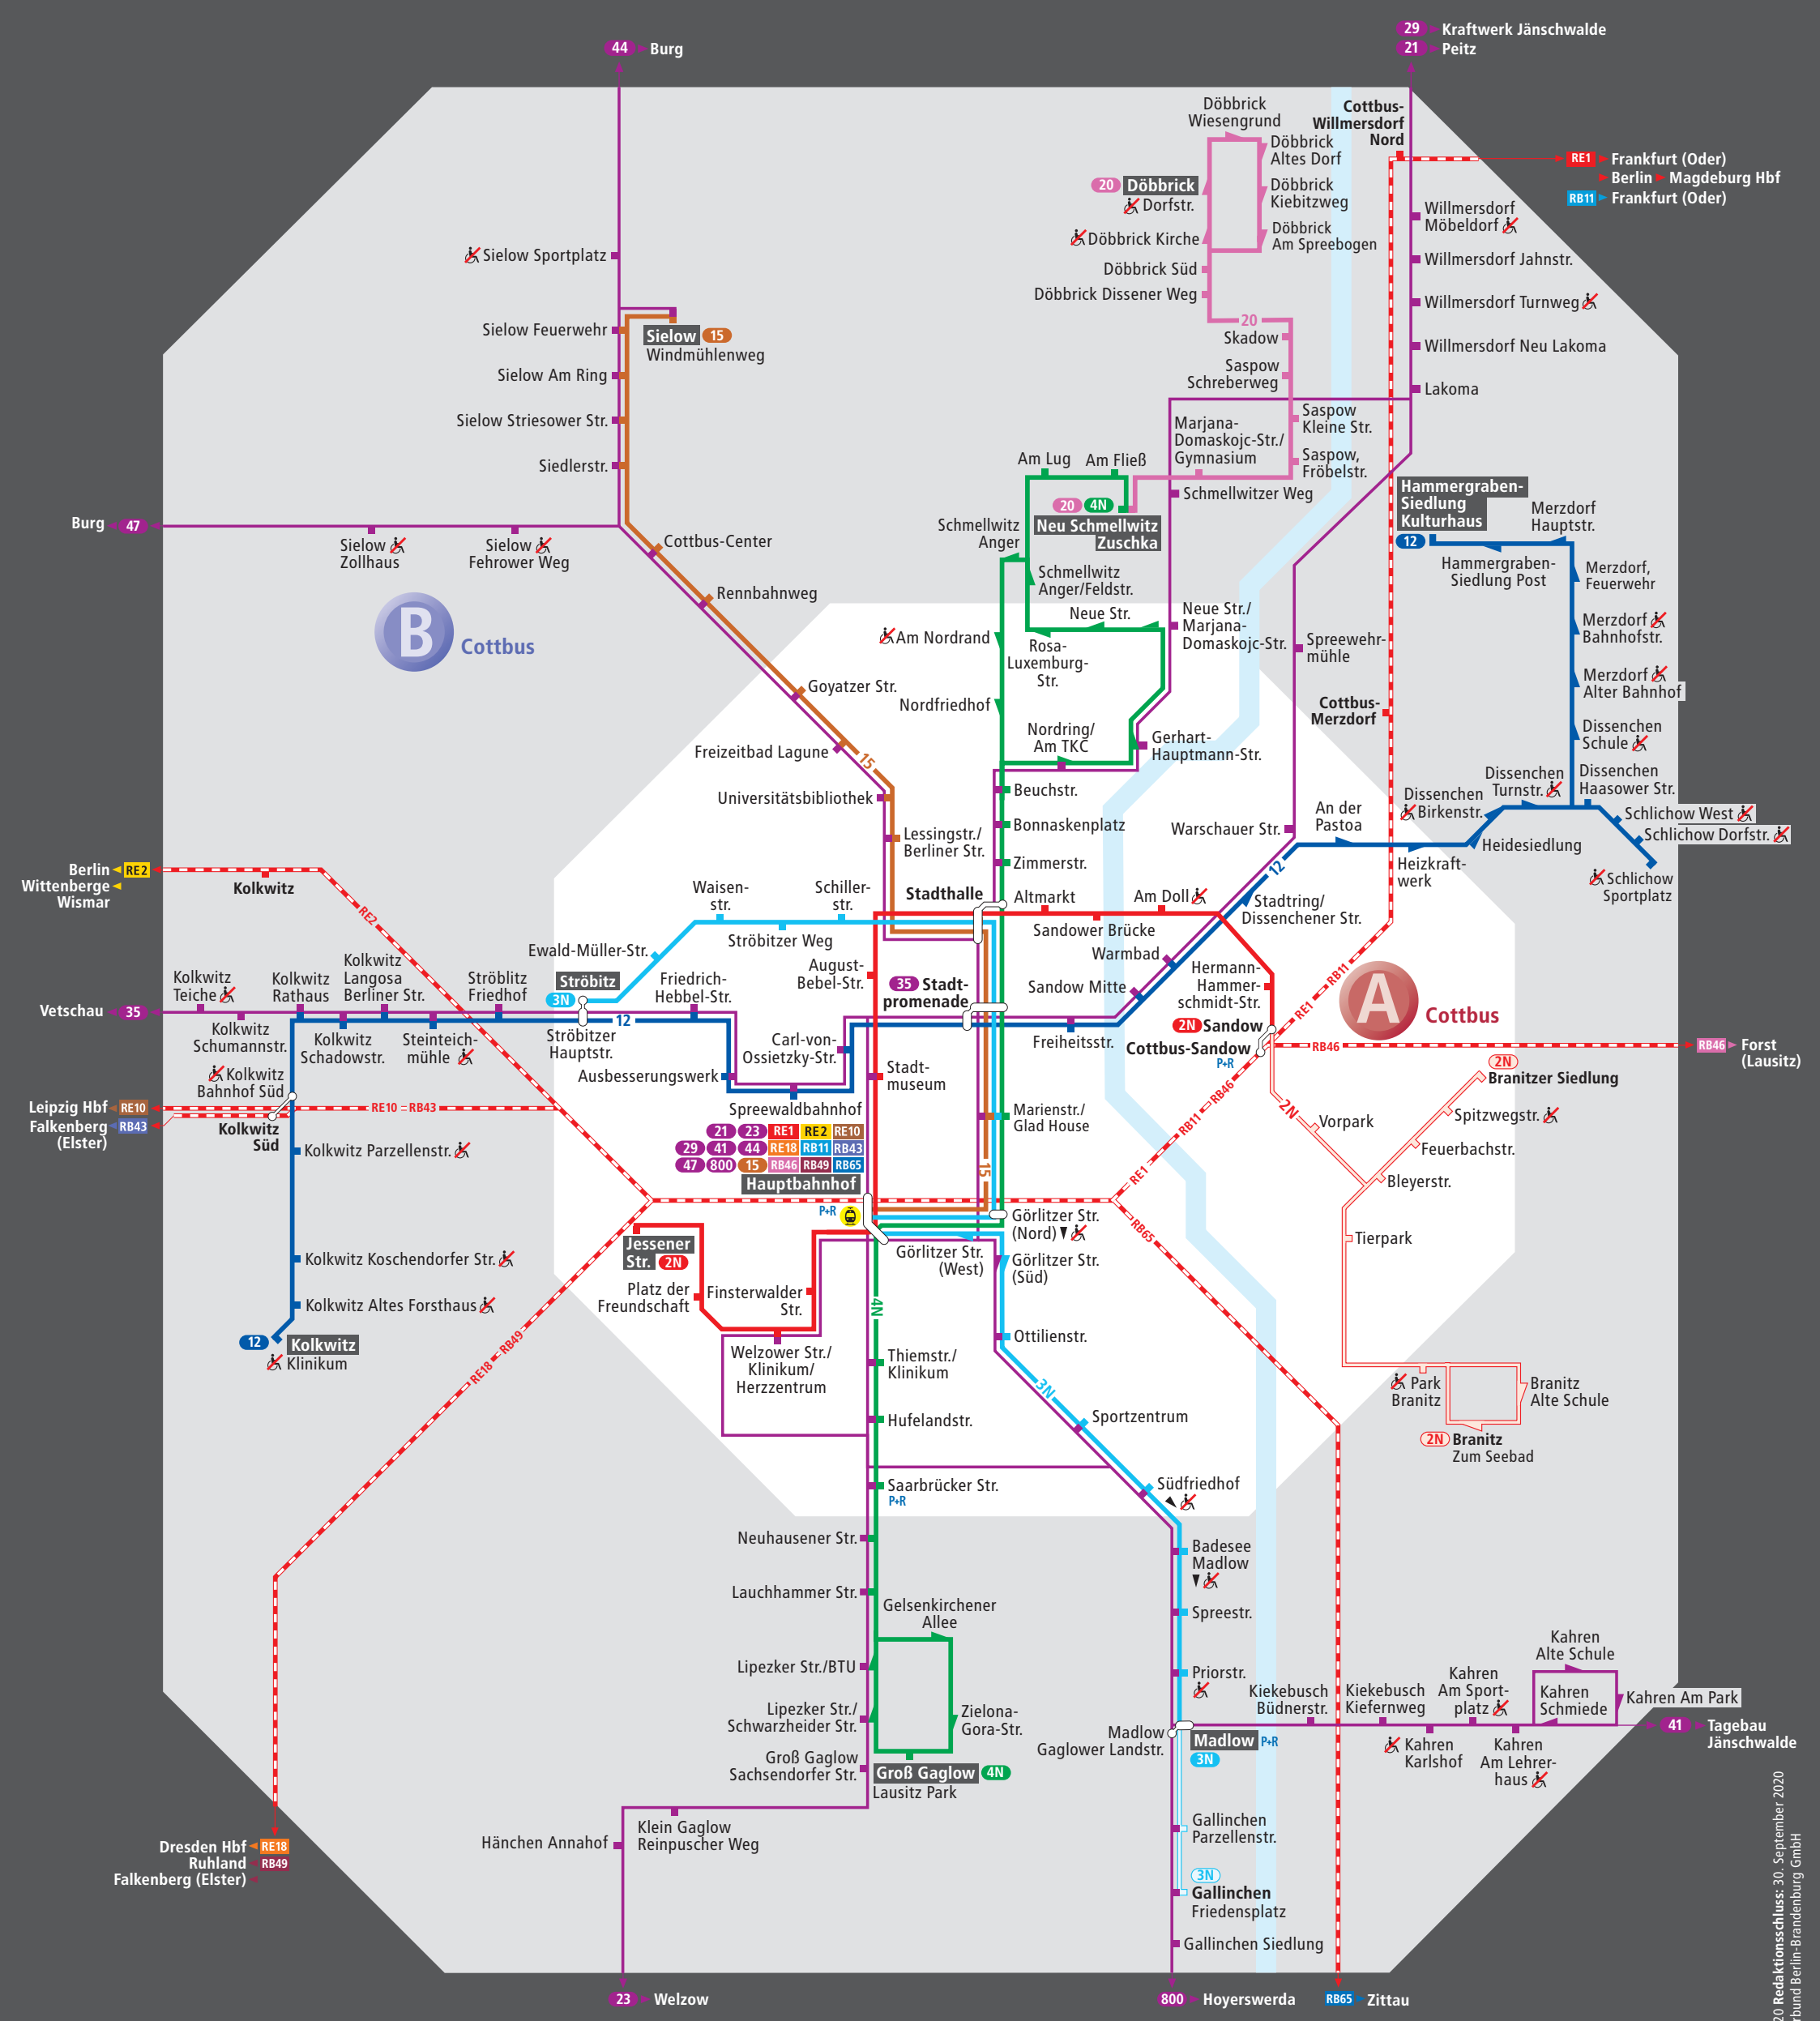 44 Burg
29 Kraftwerk Jänschwalde
21 Peitz
Döbbrick
Wiesengrund
Cottbus-
Willmersdorf
Nord
Döbbrick
Altes Dorf
RE1 Frankfurt (Oder)
Berlin Magdeburg Hbf
RB11 Frankfurt (Oder)
20 Döbbrick
Dorfstr.
Döbbrick
Kiebitzweg
Willmersdorf
Möbeldorf
Döbbrick Kirche
Döbbrick
Am Spreebogen
Sielow Sportplatz
Döbbrick Süd
Willmersdorf Jahnstr.
Döbbrick Dissener Weg
Willmersdorf Turnweg
20
Sielow Feuerwehr
Sielow 15
Windmühlenweg
Skadow
Willmersdorf Neu Lakoma
Sielow Am Ring
Saspow
Schreberweg
Lakoma
Sielow Striesower Str.
Saspow
Kleine Str.
Marjana-
Domaskojc-Str./
Gymnasium
Siedlerstr.
Am Lug
Am Fließ
Saspow,
Fröbelstr.
Schmellwitzer Weg
Hammergraben-
Siedlung
Kulturhaus
12
Merzdorf
Hauptstr.
20 4N
Neu Schmellwitz
Zuschka
Burg 47
Sielow
Zollhaus
Sielow
Fehrower Weg
Cottbus-Center
Schmellwitz
Anger
Hammergraben-
Siedlung Post
Merzdorf,
Feuerwehr
Rennbahnweg
Schmellwitz
Anger/Feldstr.
B Cottbus
Neue Str.
Neue Str./
Marjana-
Domaskojc-Str.
Merzdorf
Bahnhofstr.
Am Nordrand
Rosa-
Luxemburg-
Str.
Spreewehr-
mühle
Merzdorf
Alter Bahnhof
Goyatzer Str.
Nordfriedhof
Cottbus-
Merzdorf
Freizeitbad Lagune
15
Nordring/
Am TKC
Gerhart-
Hauptmann-Str.
Dissenchen
Schule
Universitätsbibliothek
Beuchstr.
Dissenchen
Turnstr.
Dissenchen
Haasower Str.
Dissenchen
Birkenstr.
Schlichow West
Schlichow Dorfstr.
Lessingstr./
Berliner Str.
Bonnaskenplatz
Warschauer Str.
An der
Pastoa
Heidesiedlung
Zimmerstr.
12
Heizkraft-
werk
Schlichow
Sportplatz
Berlin RE2
Wittenberge
Wismar
Kolkwitz
RE2
Waisen-
str.
Schiller-
str.
Stadthalle
Altmarkt
Am Doll
Stadtring/
Dissenchener Str.
Sandower Brücke
Ströbitzer Weg
Ewald-Müller-Str.
Warmbad
Kolkwitz
Teiche
Kolkwitz
Rathaus
Kolkwitz
Langosa
Berliner Str.
Ströblitz
Friedhof
Ströbitz
3N
Friedrich-
Hebbel-Str.
August-
Bebel-Str.
35 Stadt-
promenade
Sandow Mitte
Hermann-
Hammer-
schmidt-Str.
RE1 RB11
A Cottbus
Vetschau 35
Kolkwitz
Schumannstr.
Kolkwitz
Schadowstr.
Steinteich-
mühle
Ströbitzer
Hauptstr.
12
Carl-von-
Ossietzky-Str.
Freiheitsstr.
2N Sandow
Cottbus-Sandow
P+R
RB46
RB46 Forst
(Lausitz)
Kolkwitz
Bahnhof Süd
Ausbesserungswerk
Stadt-
museum
2N
Branitzer Siedlung
Leipzig Hbf RE10
Falkenberg RB43
(Elster)
Kolkwitz
Süd
RE10 RB43
Spreewaldbahnhof
Marienstr./
Glad House
RB11 RB46
2N
Vorpark
Spitzwegstr.
21 23 RE1 RE2 RE10
29 41 44 RE18 RB11 RB43
47 800 15 RB46 RB49 RB65
Hauptbahnhof
P+R
Kolkwitz Parzellenstr.
15
RE1
Feuerbachstr.
Bleyerstr.
Jessener
Str. 2N
Görlitzer Str.
(Nord)
RB65
Tierpark
Kolkwitz Koschendorfer Str.
Görlitzer Str.
(West)
Görlitzer Str.
(Süd)
Kolkwitz Altes Forsthaus
Platz der
Freundschaft
Finsterwalder
Str.
4N
12 Kolkwitz
Klinikum
RE18 RB49
Welzower Str./
Klinikum/
Herzzentrum
Thiemstr./
Klinikum
Ottilienstr.
3N
Park
Branitz
Branitz
Alte Schule
Hufelandstr.
Sportzentrum
2N Branitz
Zum Seebad
Saarbrücker Str.
P+R
Südfriedhof
Neuhausener Str.
Badesee
Madlow
Lauchhammer Str.
Gelsenkirchener
Allee
Spreestr.
Lipezker Str./BTU
Priorstr.
Kahren
Alte Schule
Lipezker Str./
Schwarzheider Str.
Zielona-
Gora-Str.
Kiekebusch
Büdnerstr.
Kiekebusch
Kiefernweg
Kahren
Am Sport-
platz
Kahren
Schmiede
Kahren Am Park
Madlow
Gaglower Landstr.
Madlow P+R
3N
Kahren
Karlshof
Kahren
Am Lehrer-
haus
41 Tagebau
Jänschwalde
Groß Gaglow
Sachsendorfer Str.
Groß Gaglow 4N
Lausitz Park
Hänchen Annahof
Klein Gaglow
Reinpuscher Weg
Gallinchen
Parzellenstr.
Dresden Hbf RE18
Ruhland RB49
Falkenberg (Elster)
3N
Gallinchen
Friedensplatz
Gallinchen Siedlung
23 Welzow
800 Hoyerswerda
RB65 Zittau
20 Redaktionsschluss: 30. September 2020
rbund Berlin-Brandenburg GmbH